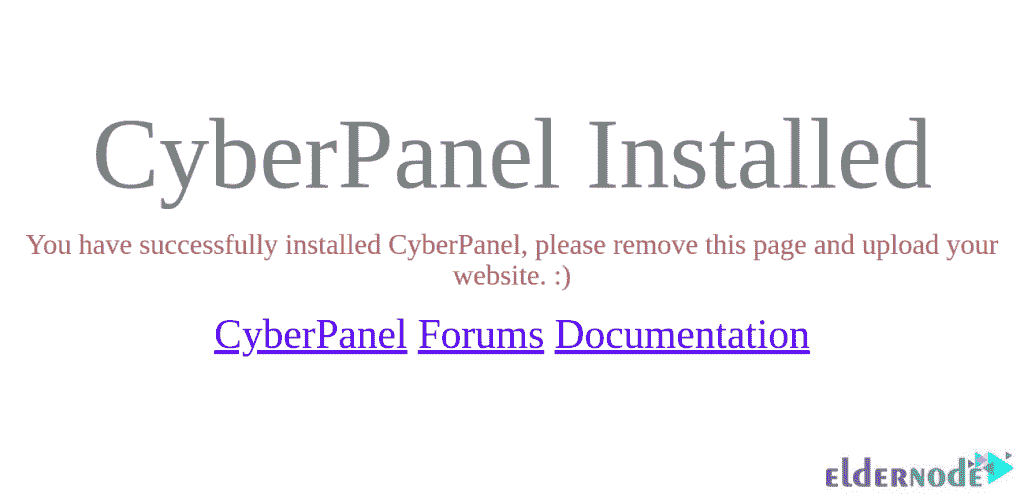 CyberPanel Installed
You have successfully installed CyberPanel, please remove this page and upload your
website. :)
CyberPanel Forums Documentation
elDERNODE